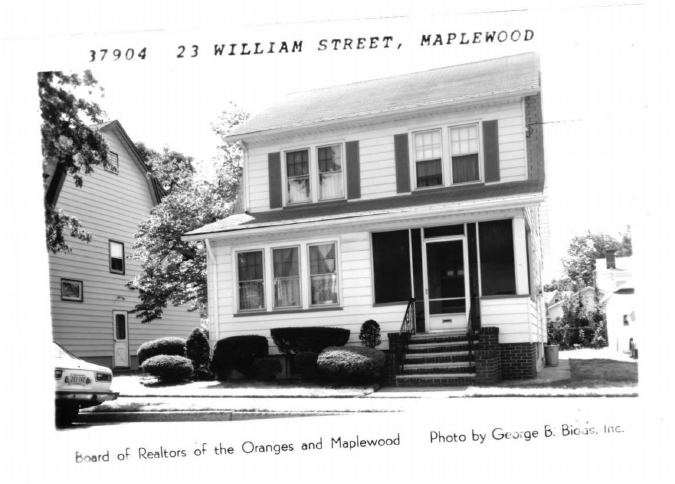 37904 23 WILLIAM STREET, MAPLEWOOD
Board of Realtors of the Oranges and Maplewood Photo by George B. Biggs, Inc.